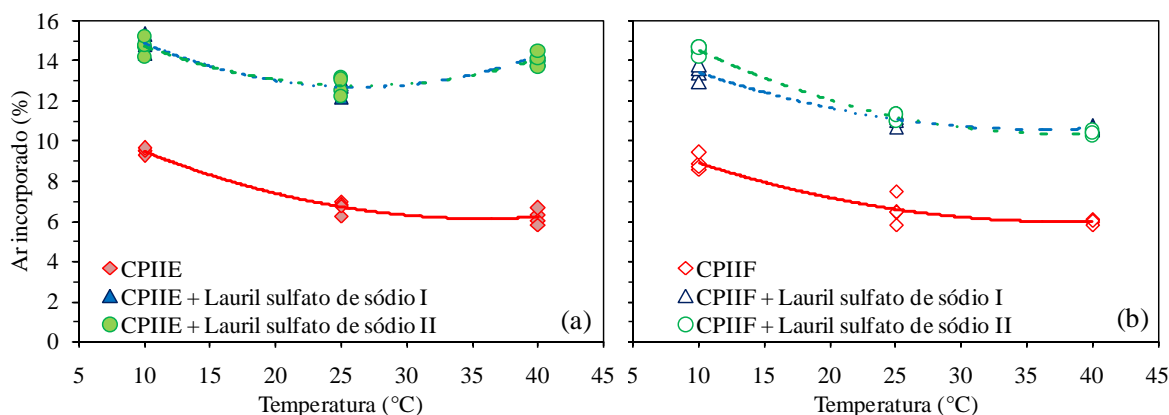 16
14
12
10
8
6
4
2
0
Ar incorporado (%)
CPIIE
CPIIE + Lauril sulfato de sódio I
CPIIE + Lauril sulfato de sódio II
(a)
5 10 15 20 25 30 35 40 45
Temperatura (°C)
CPIIF
CPIIF + Lauril sulfato de sódio I
CPIIF + Lauril sulfato de sódio II
(b)
5 10 15 20 25 30 35 40 45
Temperatura (°C)